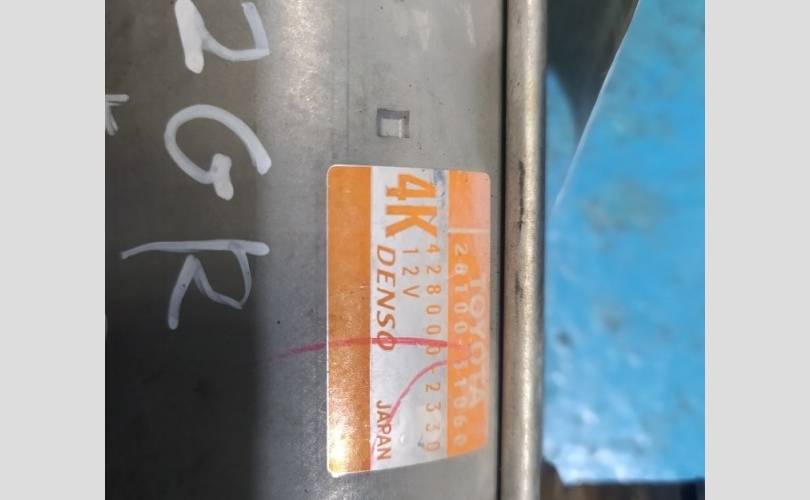 2GR
TOYOTA
28100-31060
4K
428000-2330
12V
DENSO
JAPAN